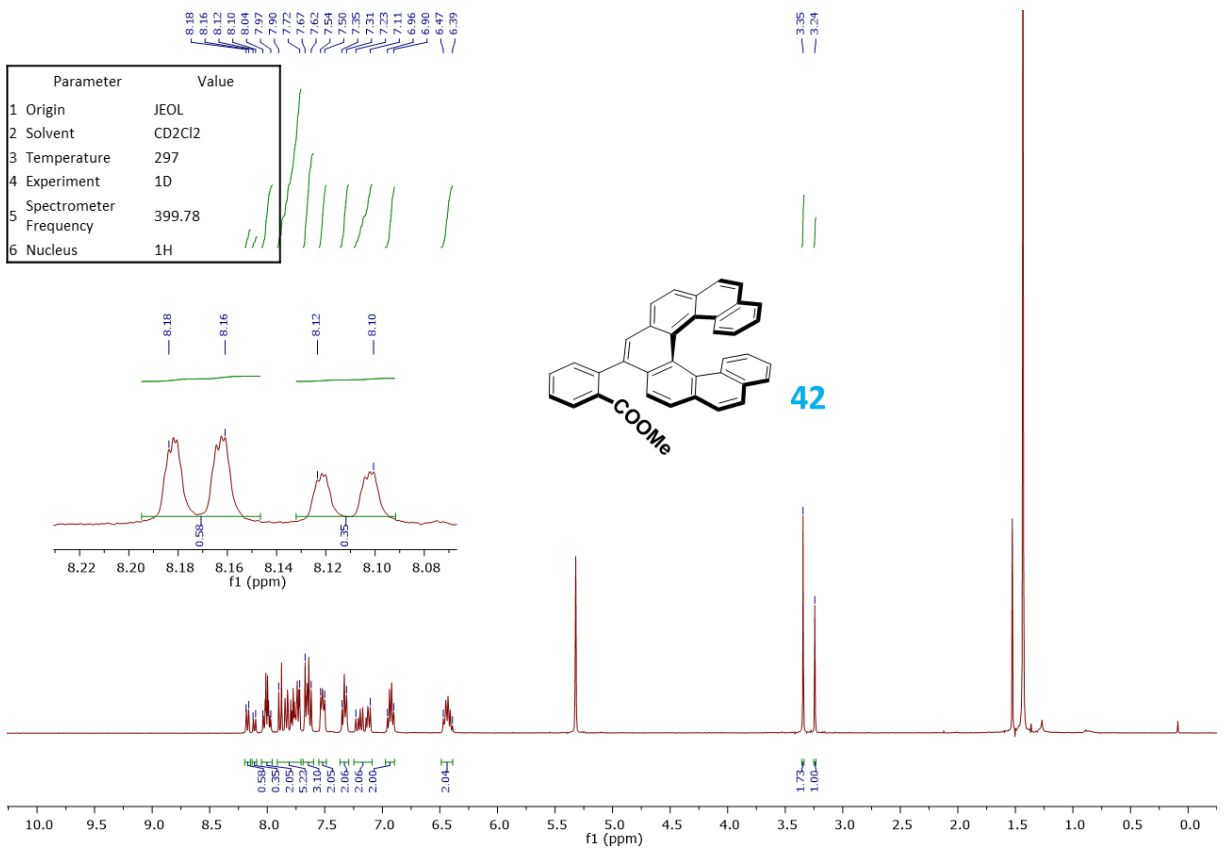 8.18 8.16 8.12 8.10 8.04 7.97 7.90 7.72 7.67 7.62 7.54 7.50 7.35 7.31 7.23 7.11 6.96 6.90 6.47 6.39
3.35 3.24
Parameter Value
1 Origin JEOL
2 Solvent CD2Cl2
3 Temperature 297
4 Experiment 1D
5 Spectrometer Frequency 399.78
6 Nucleus 1H
8.18 8.16 8.12 8.10
0.58 0.35
8.22 8.20 8.18 8.16 8.14 8.12 8.10 8.08
f1 (ppm)
COOMe
42
0.58 0.35 2.05 5.22 3.10 2.05 2.06 2.06 2.00 2.04 1.73 1.00
10.0 9.5 9.0 8.5 8.0 7.5 7.0 6.5 6.0 5.5 5.0 4.5 4.0 3.5 3.0 2.5 2.0 1.5 1.0 0.5 0.0
f1 (ppm)